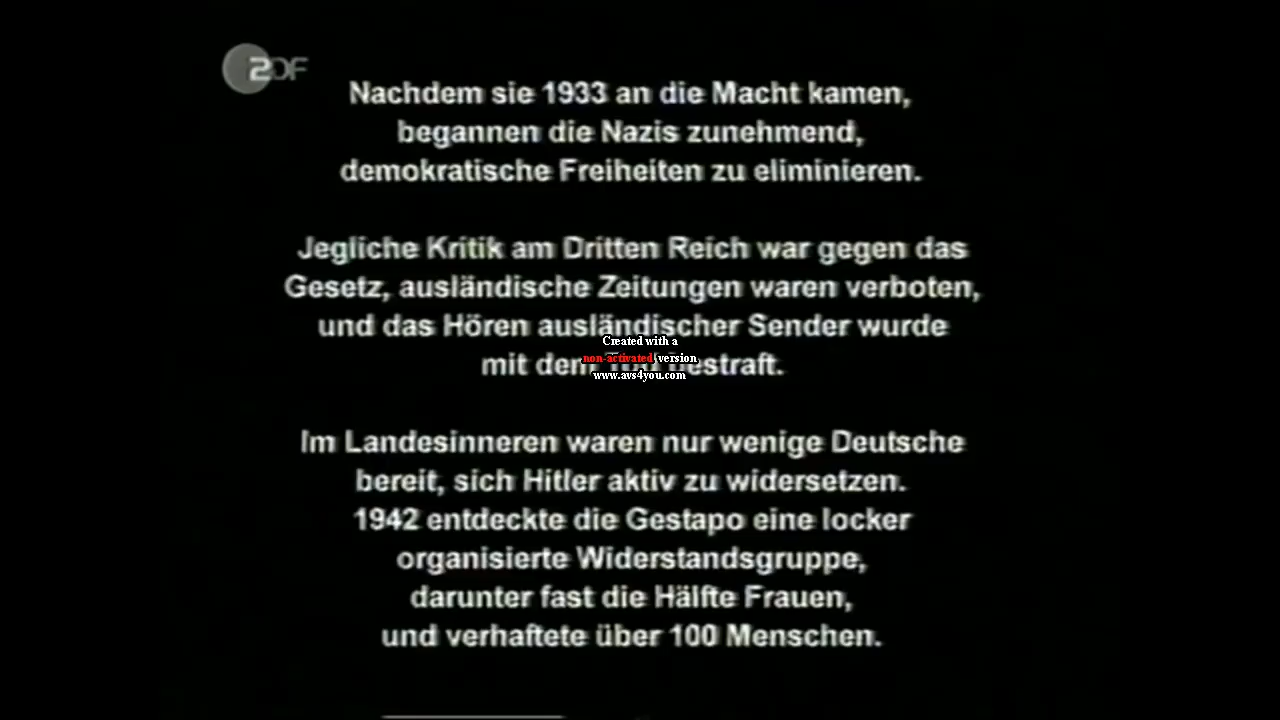 ZDF
Nachdem sie 1933 an die Macht kamen,
begannen die Nazis zunehmend,
demokratische Freiheiten zu eliminieren.
Jegliche Kritik am Dritten Reich war gegen das
Gesetz, ausländische Zeitungen waren verboten,
und das Hören ausländischer Sender wurde
Created with a
mit dem bestraft.
non-activated version
www.avs4you.com
Im Landesinneren waren nur wenige Deutsche
bereit, sich Hitler aktiv zu widersetzen.
1942 entdeckte die Gestapo eine locker
organisierte Widerstandsgruppe,
darunter fast die Hälfte Frauen,
und verhaftete über 100 Menschen.